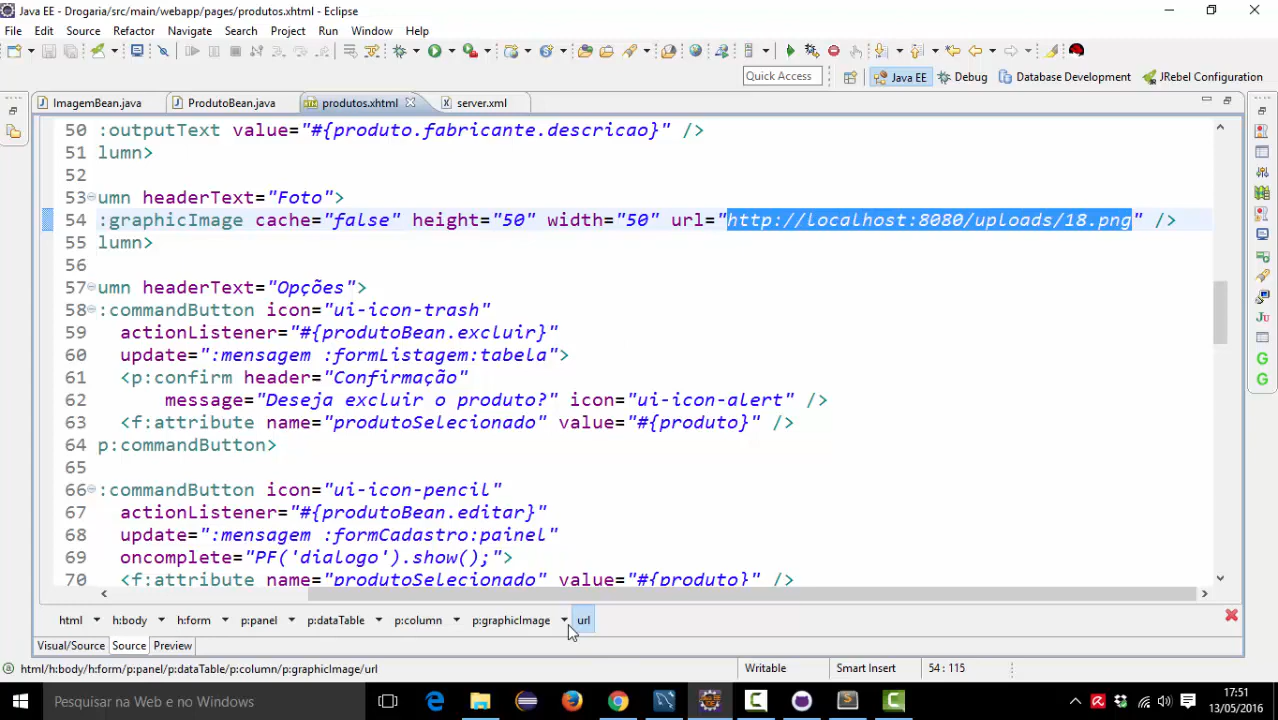 Java EE - Drogaria/src/main/webapp/pages/produtos.xhtml - Eclipse
File Edit Source Refactor Navigate Search Project Run Window Help
Quick Access Java EE Debug Database Development JRebel Configuration
ImagemBean.java ProdutoBean.java produtos.xhtml server.xml
50 :outputText value="#{produto.fabricante.descricao}" />
51 lumn>
52
53 umn headerText="Foto">
54 :graphicImage cache="false" height="50" width="50" url="http://localhost:8080/uploads/18.png" />
55 lumn>
56
57 umn headerText="Opções">
58 :commandButton icon="ui-icon-trash"
59 actionListener="#{produtoBean.excluir}"
60 update=":mensagem :formListagem:tabela">
61 <p:confirm header="Confirmação"
62 message="Deseja excluir o produto?" icon="ui-icon-alert" />
63 <f:attribute name="produtoSelecionado" value="#{produto}" />
64 p:commandButton>
65
66 :commandButton icon="ui-icon-pencil"
67 actionListener="#{produtoBean.editar}"
68 update=":mensagem :formCadastro:painel"
69 oncomplete="PF('dialogo').show();">
70 <f:attribute name="produtoSelecionado" value="#{produto}" />
html h:body h:form p:panel p:dataTable p:column p:graphicImage url
Visual/Source Source Preview
html/h:body/h:form/p:panel/p:dataTable/p:column/p:graphicImage/url Writable Smart Insert 54 : 115
Pesquisar na Web e no Windows 17:51
13/05/2016